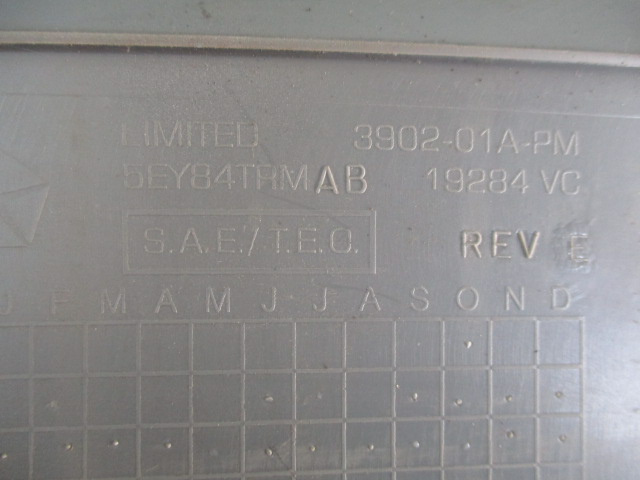 LIMITED 3902-01A-PM
5EY84TRMAB 19284 VC
S.A.E./T.E.O. REV E
J F M A M J J A S O N D